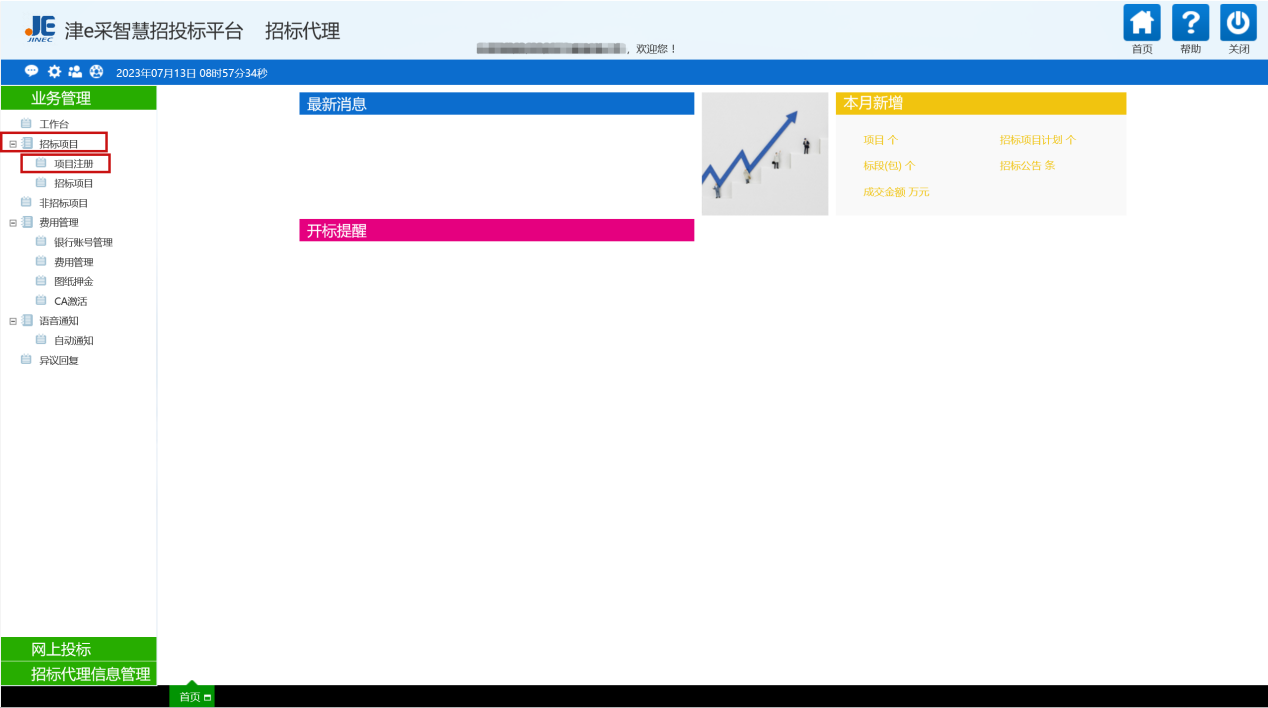 JE
JINEC
津e采智慧招投标平台 招标代理
，欢迎您！
首页
帮助
关闭
2023年07月13日 08时57分34秒
业务管理
工作台
招标项目
项目注册
招标项目
非招标项目
费用管理
银行账号管理
费用管理
图纸押金
CA激活
语音通知
自动通知
异议回复
网上投标
招标代理信息管理
最新消息
开标提醒
本月新增
项目 个 招标项目计划 个
标段(包) 个 招标公告 条
成交金额 万元
首页